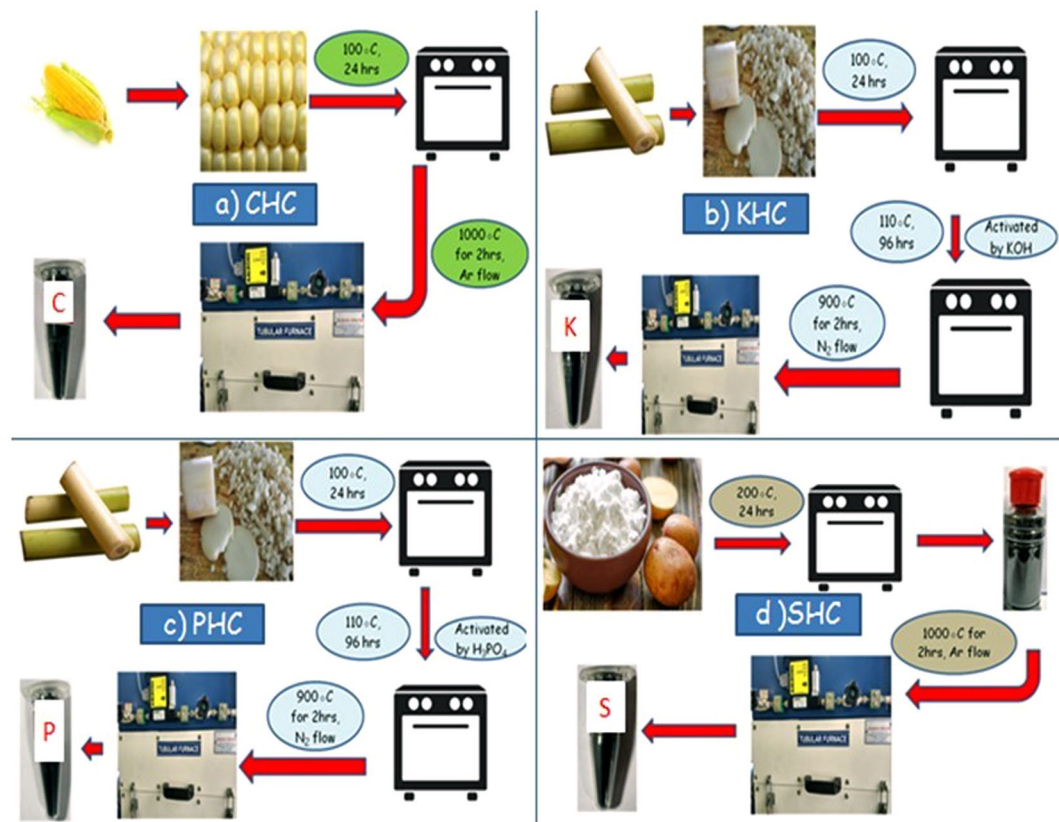 100◦C,
24 hrs
a) CHC
1000◦C
for 2hrs,
Ar flow
TUBULAR FURNACE
C
100◦C,
24 hrs
b) KHC
110◦C,
96 hrs
Activated
by KOH
900◦C
for 2hrs,
N₂ flow
TUBULAR FURNACE
K
100◦C,
24 hrs
c) PHC
110◦C,
96 hrs
Activated
by H₃PO₄
900◦C
for 2hrs,
N₂ flow
TUBULAR FURNACE
P
200◦C,
24 hrs
d )SHC
1000◦C for
2hrs, Ar flow
TUBULAR FURNACE
S